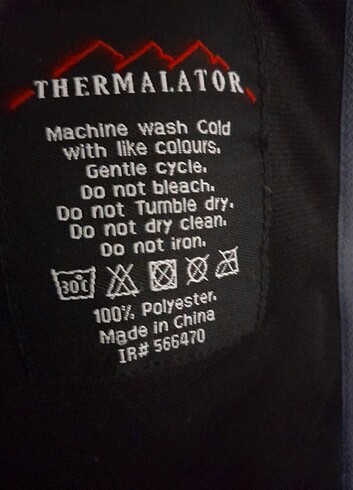 THERMALATOR
Machine wash Cold
with like colours.
Gentle cycle.
Do not bleach.
Do not Tumble dry.
Do not dry clean.
Do not iron.
30C
100% Polyester.
Made in China
IR# 566470